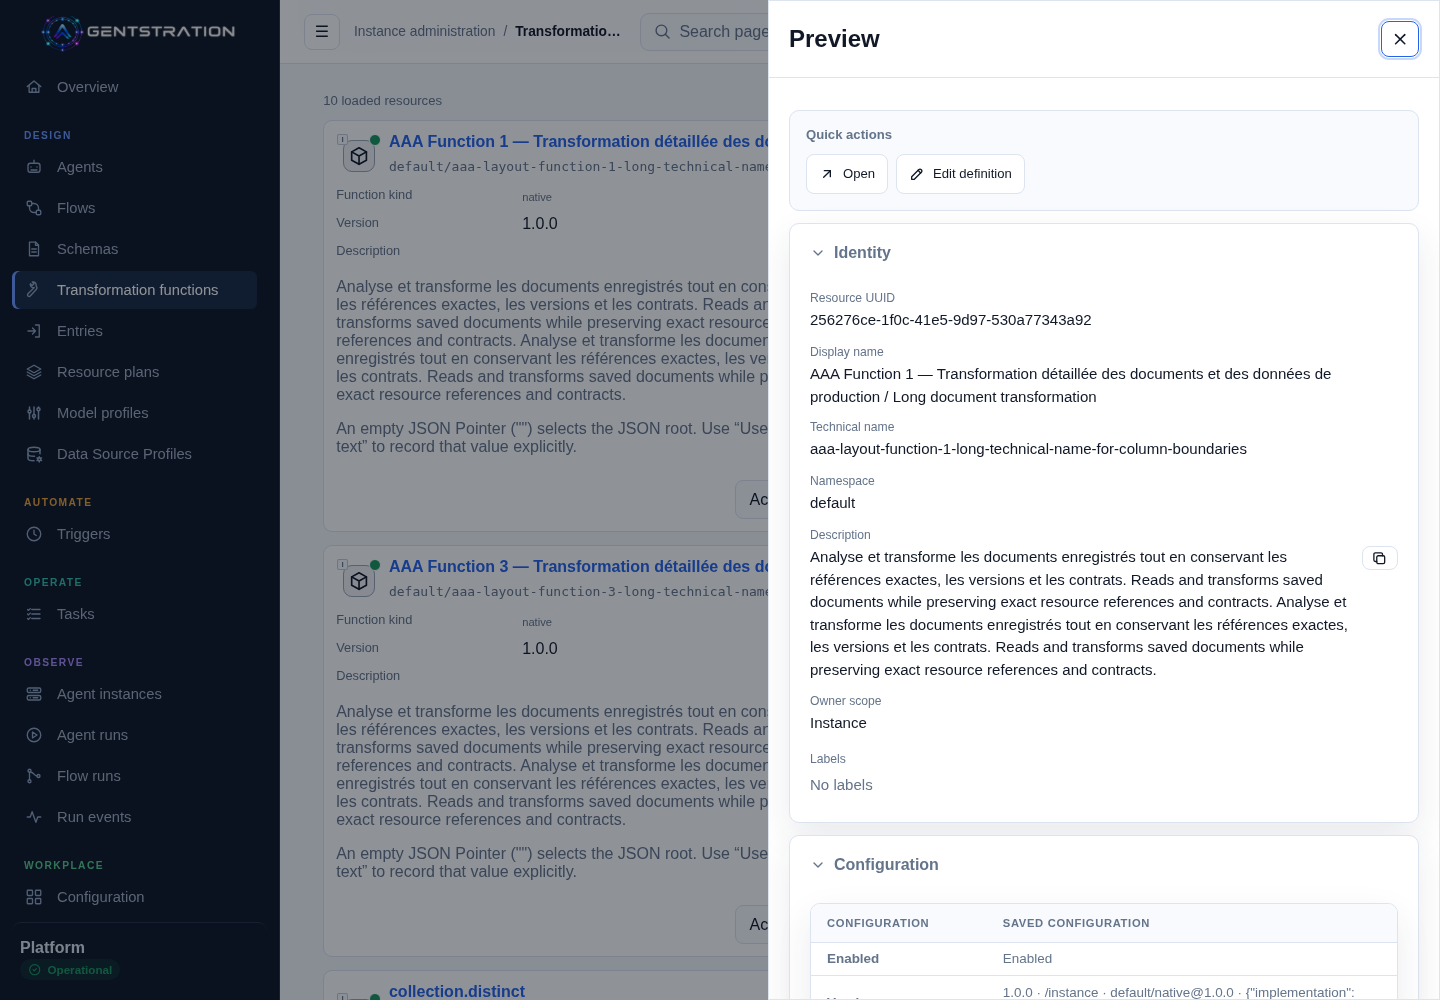 GENTSTRATION
Overview
DESIGN
Agents
Flows
Schemas
Transformation functions
Entries
Resource plans
Model profiles
Data Source Profiles
AUTOMATE
Triggers
OPERATE
Tasks
OBSERVE
Agent instances
Agent runs
Flow runs
Run events
WORKPLACE
Configuration
Platform
Operational
Instance administration / Transformatio…
Search page
10 loaded resources
I
AAA Function 1 — Transformation détaillée des do
default/aaa-layout-function-1-long-technical-name
Function kind native
Version 1.0.0
Description
Analyse et transforme les documents enregistrés tout en con
les références exactes, les versions et les contrats. Reads an
transforms saved documents while preserving exact resource
references and contracts. Analyse et transforme les documen
enregistrés tout en conservant les références exactes, les ve
les contrats. Reads and transforms saved documents while p
exact resource references and contracts.
An empty JSON Pointer ("") selects the JSON root. Use “Use
text” to record that value explicitly.
Ac
I
AAA Function 3 — Transformation détaillée des do
default/aaa-layout-function-3-long-technical-name
Function kind native
Version 1.0.0
Description
Analyse et transforme les documents enregistrés tout en con
les références exactes, les versions et les contrats. Reads an
transforms saved documents while preserving exact resource
references and contracts. Analyse et transforme les documen
enregistrés tout en conservant les références exactes, les ve
les contrats. Reads and transforms saved documents while p
exact resource references and contracts.
An empty JSON Pointer ("") selects the JSON root. Use “Use
text” to record that value explicitly.
Ac
I
collection.distinct
Preview
Quick actions
Open
Edit definition
Identity
Resource UUID
256276ce-1f0c-41e5-9d97-530a77343a92
Display name
AAA Function 1 — Transformation détaillée des documents et des données de
production / Long document transformation
Technical name
aaa-layout-function-1-long-technical-name-for-column-boundaries
Namespace
default
Description
Analyse et transforme les documents enregistrés tout en conservant les
références exactes, les versions et les contrats. Reads and transforms saved
documents while preserving exact resource references and contracts. Analyse et
transforme les documents enregistrés tout en conservant les références exactes,
les versions et les contrats. Reads and transforms saved documents while
preserving exact resource references and contracts.
Owner scope
Instance
Labels
No labels
Configuration
CONFIGURATION SAVED CONFIGURATION
Enabled Enabled
1.0.0 · /instance · default/native@1.0.0 · {"implementation":